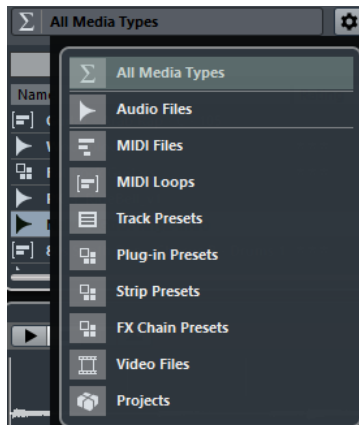 All Media Types
All Media Types
Audio Files
MIDI Files
MIDI Loops
Track Presets
Plug-in Presets
Strip Presets
FX Chain Presets
Video Files
Projects